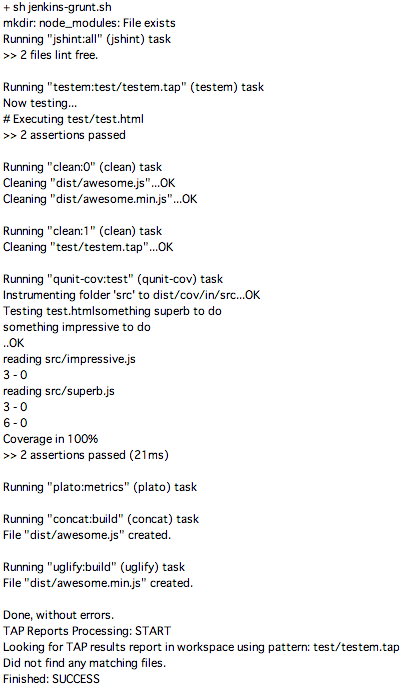 + sh jenkins-grunt.sh
mkdir: node_modules: File exists
Running "jshint:all" (jshint) task
>> 2 files lint free.
Running "testem:test/testem.tap" (testem) task
Now testing...
# Executing test/test.html
>> 2 assertions passed
Running "clean:0" (clean) task
Cleaning "dist/awesome.js"...OK
Cleaning "dist/awesome.min.js"...OK
Running "clean:1" (clean) task
Cleaning "test/testem.tap"...OK
Running "qunit-cov:test" (qunit-cov) task
Instrumenting folder 'src' to dist/cov/in/src...OK
Testing test.htmlsomething superb to do
something impressive to do
..OK
reading src/impressive.js
3 - 0
reading src/superb.js
3 - 0
6 - 0
Coverage in 100%
>> 2 assertions passed (21ms)
Running "plato:metrics" (plato) task
Running "concat:build" (concat) task
File "dist/awesome.js" created.
Running "uglify:build" (uglify) task
File "dist/awesome.min.js" created.
Done, without errors.
TAP Reports Processing: START
Looking for TAP results report in workspace using pattern: test/testem.tap
Did not find any matching files.
Finished: SUCCESS